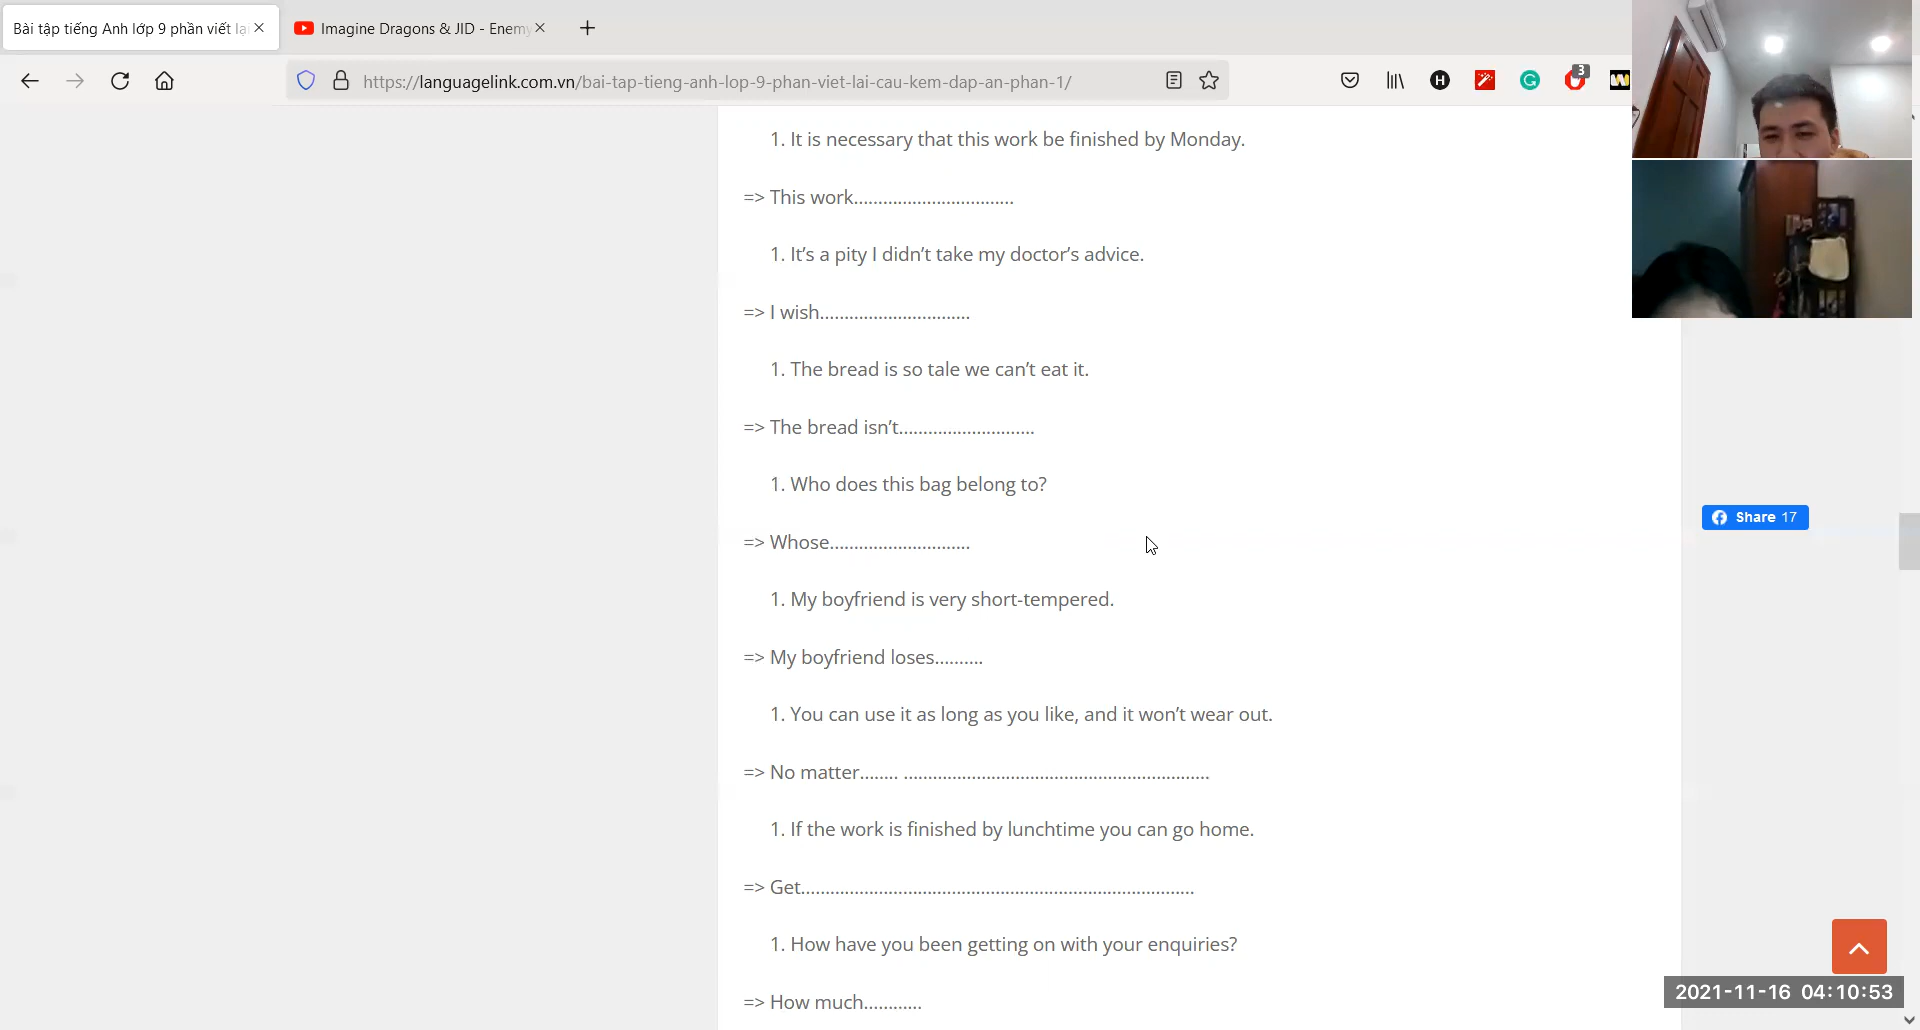 Bài tập tiếng Anh lớp 9 phần viết lại
Imagine Dragons & JID - Enemy
https://languagelink.com.vn/bai-tap-tieng-anh-lop-9-phan-viet-lai-cau-kem-dap-an-phan-1/
H
G
3
W
1. It is necessary that this work be finished by Monday.
=> This work.................................
1. It’s a pity I didn’t take my doctor’s advice.
=> I wish...............................
1. The bread is so tale we can’t eat it.
=> The bread isn’t............................
1. Who does this bag belong to?
=> Whose.............................
1. My boyfriend is very short-tempered.
=> My boyfriend loses..........
1. You can use it as long as you like, and it won’t wear out.
=> No matter........ ...............................................................
1. If the work is finished by lunchtime you can go home.
=> Get.................................................................................
1. How have you been getting on with your enquiries?
=> How much............
Share 17
2021-11-16 04:10:53